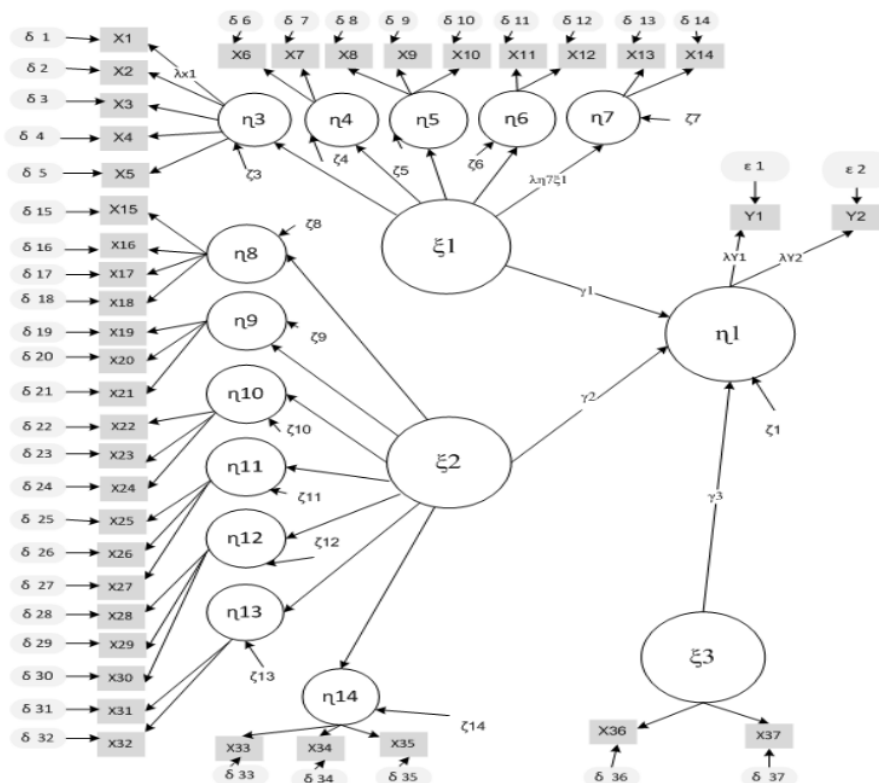 δ 6 δ 7 δ 8 δ 9 δ 10 δ 11 δ 12 δ 13 δ 14
δ 1 X1
X6 X7 X8 X9 X10 X11 X12 X13 X14
δ 2 X2 λx1
δ 3 X3
η3 η4 η5 η6 η7 ζ7
δ 4 X4
ζ3 ζ4 ζ5 ζ6
δ 5 X5
λη7ξ1
ε 1 ε 2
δ 15 X15
Y1 Y2
ζ8
δ 16 X16
η8 ξ1
λY1 λY2
δ 17 X17
δ 18 X18
γ1
δ 19 X19
η9 ζ9
η1
δ 20 X20
δ 21 X21
η10
γ2
δ 22 X22
ζ10 ζ1
δ 23 X23
η11 ξ2
δ 24 X24
ζ11
γ3
δ 25 X25
η12 ζ12
δ 26 X26
δ 27 X27
δ 28 X28
η13
δ 29 X29
ξ3
δ 30 X30
ζ13
η14
δ 31 X31
ζ14
δ 32 X32
X33 X34 X35
X36 X37
δ 33 δ 34 δ 35
δ 36 δ 37